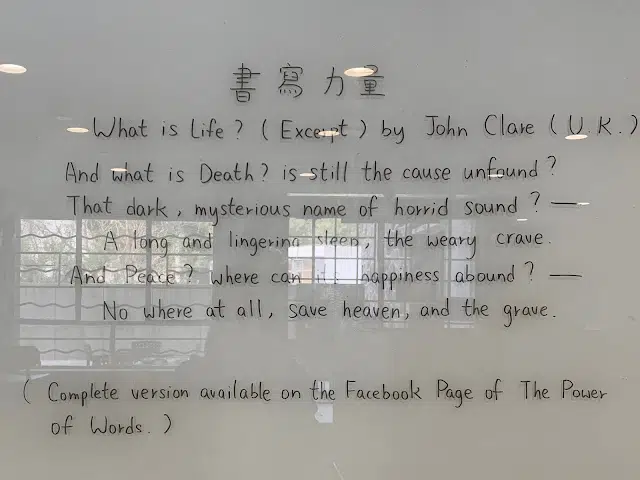 書寫力量
What is Life? (Excerpt) by John Clare (U.K.)
And what is Death? is still the cause unfound?
That dark, mysterious name of horrid sound? —
A long and lingering sleep, the weary crave.
And Peace? where can its happiness abound? —
No where at all, save heaven, and the grave.
( Complete version available on the Facebook Page of The Power
of Words. )